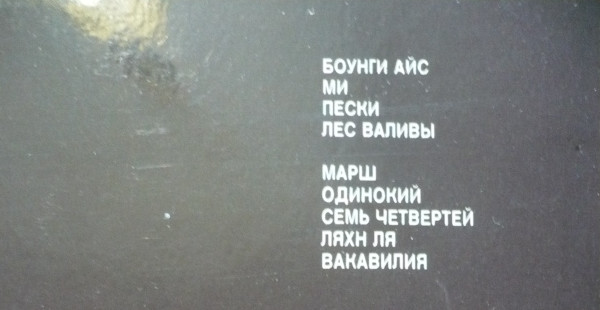 БОУНГИ АЙС
МИ
ПЕСКИ
ЛЕС ВАЛИВЫ
МАРШ
ОДИНОКИЙ
СЕМЬ ЧЕТВЕРТЕЙ
ЛЯХН ЛЯ
ВАКАВИЛИЯ